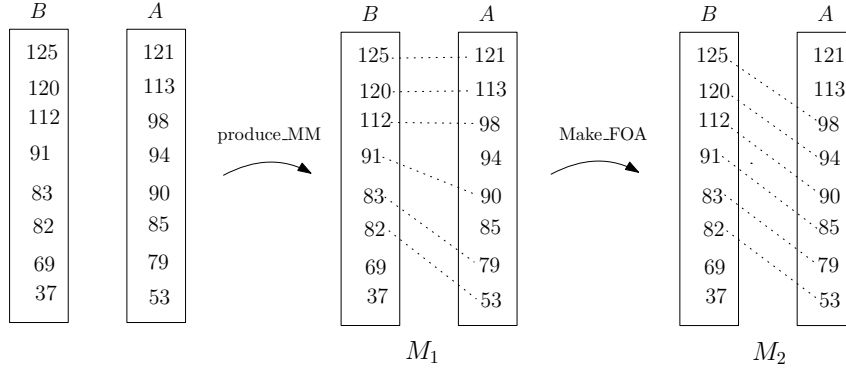 B A B A B A
125 121 125 121 125 121
120 113 120 113 120 113
112 98 112 98 112 98
produce_MM Make_FOA
91 94 91 94 91 94
83 90 83 90 83 90
82 85 82 85 82 85
69 79 69 79 69 79
37 53 37 53 37 53
M1 M2